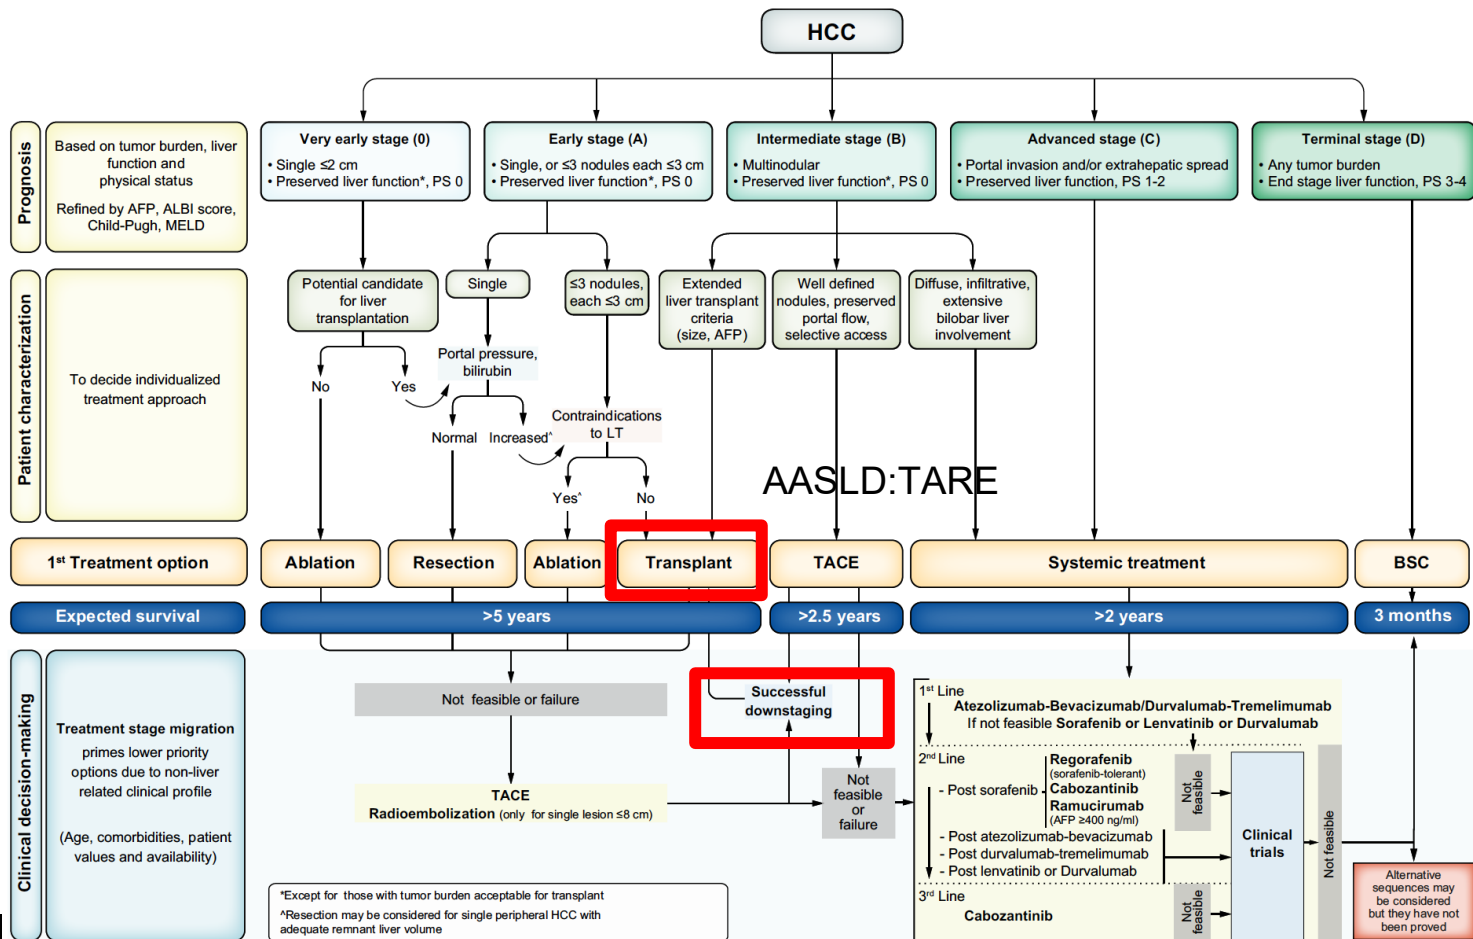 HCC
Prognosis
Based on tumor burden, liver
function and
physical status
Refined by AFP, ALBI score,
Child-Pugh, MELD
Very early stage (0)
• Single ≤2 cm
• Preserved liver function*, PS 0
Early stage (A)
• Single, or ≤3 nodules each ≤3 cm
• Preserved liver function*, PS 0
Intermediate stage (B)
• Multinodular
• Preserved liver function*, PS 0
Advanced stage (C)
• Portal invasion and/or extrahepatic spread
• Preserved liver function, PS 1-2
Terminal stage (D)
• Any tumor burden
• End stage liver function, PS 3-4
Patient characterization
To decide individualized
treatment approach
Potential candidate
for liver
transplantation
Single
≤3 nodules,
each ≤3 cm
Extended
liver transplant
criteria
(size, AFP)
Well defined
nodules, preserved
portal flow,
selective access
Diffuse, infiltrative,
extensive
bilobar liver
involvement
Portal pressure,
bilirubin
No
Yes
Contraindications
to LT
Normal
Increased^
Yes^
No
AASLD:TARE
1st Treatment option
Ablation
Resection
Ablation
Transplant
TACE
Systemic treatment
BSC
Expected survival
>5 years
>2.5 years
>2 years
3 months
Clinical decision-making
Treatment stage migration
primes lower priority
options due to non-liver
related clinical profile
(Age, comorbidities, patient
values and availability)
Not feasible or failure
Successful
downstaging
TACE
Radioembolization (only for single lesion ≤8 cm)
Not
feasible
or
failure
1st Line
Atezolizumab-Bevacizumab/Durvalumab-Tremelimumab
If not feasible Sorafenib or Lenvatinib or Durvalumab
2nd Line
- Post sorafenib
Regorafenib
(sorafenib-tolerant)
Cabozantinib
Ramucirumab
(AFP ≥400 ng/ml)
- Post atezolizumab-bevacizumab
- Post durvalumab-tremelimumab
- Post lenvatinib or Durvalumab
3rd Line
Cabozantinib
Not
feasible
Not
feasible
Clinical
trials
Not feasible
Alternative
sequences may
be considered
but they have not
been proved
*Except for those with tumor burden acceptable for transplant
^Resection may be considered for single peripheral HCC with
adequate remnant liver volume